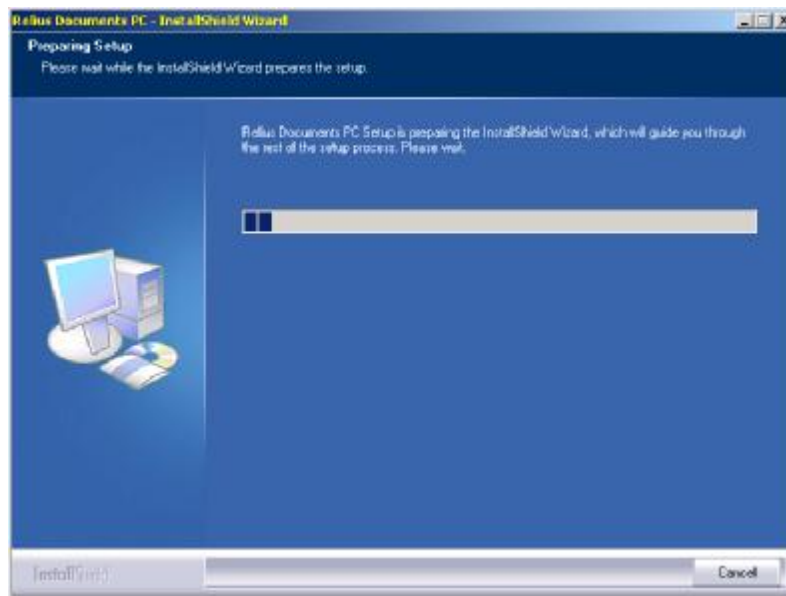 Relius Documents PC - InstallShield Wizard
Preparing Setup
Please wait while the InstallShield Wizard prepares the setup.
Relius Documents PC Setup is preparing the InstallShield Wizard, which will guide you through
the rest of the setup process. Please wait.
InstallShield
Cancel